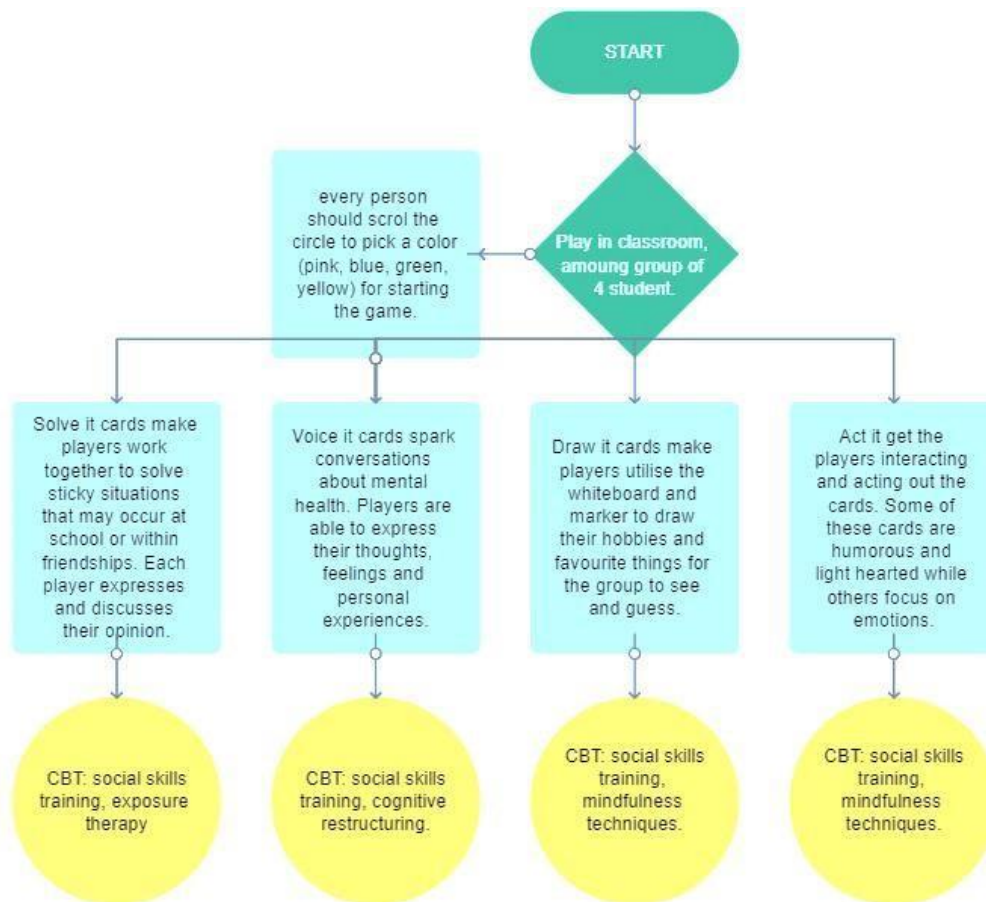 START
Play in classroom,
amoung group of
4 student.
every person
should scrol the
circle to pick a color
(pink, blue, green,
yellow) for starting
the game.
Solve it cards make
players work
together to solve
sticky situations
that may occur at
school or within
friendships. Each
player expresses
and discusses
their opinion.
Voice it cards spark
conversations
about mental
health. Players are
able to express
their thoughts,
feelings and
personal
experiences.
Draw it cards make
players utilise the
whiteboard and
marker to draw
their hobbies and
favourite things for
the group to see
and guess.
Act it get the
players interacting
and acting out the
cards. Some of
these cards are
humorous and
light hearted while
others focus on
emotions.
CBT: social skills
training, exposure
therapy
CBT: social skills
training, cognitive
restructuring.
CBT: social skills
training,
mindfulness
techniques.
CBT: social skills
training,
mindfulness
techniques.